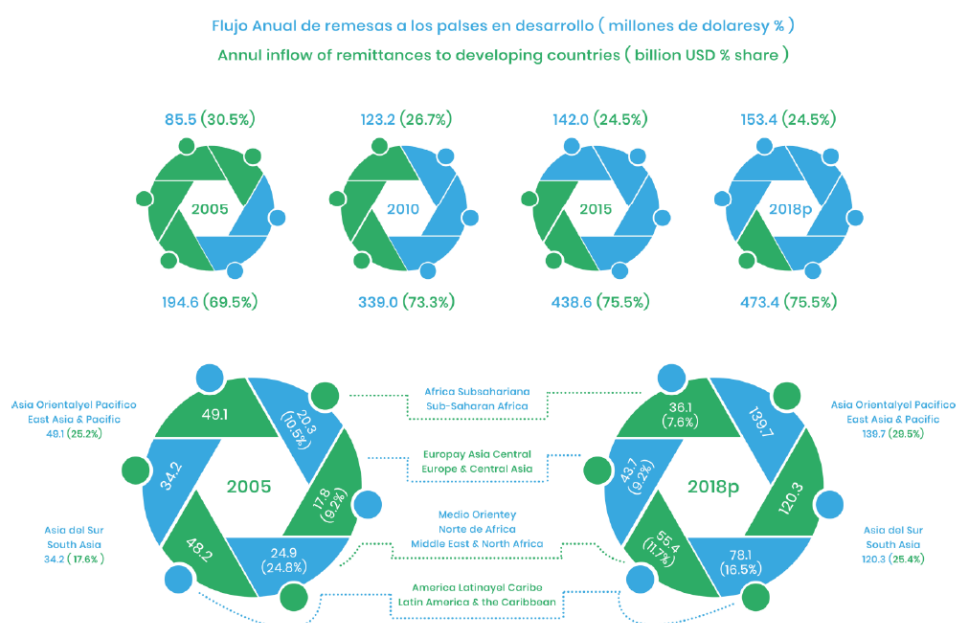 Flujo Anual de remesas a los palses en desarrollo ( millones de dolaresy % )
Annul inflow of remittances to developing countries ( billion USD % share )
85.5 (30.5%)
123.2 (26.7%)
142.0 (24.5%)
153.4 (24.5%)
2005
2010
2015
2018p
194.6 (69.5%)
339.0 (73.3%)
438.6 (75.5%)
473.4 (75.5%)
Asia Orientalyel Pacifico
East Asia & Pacific
49.1 (25.2%)
Asia del Sur
South Asia
34.2 (17.6%)
49.1
20.3
(10.5%)
34.2
2005
17.8
(9.2%)
48.2
24.9
(24.8%)
Africa Subsahariana
Sub-Saharan Africa
Europay Asia Central
Europe & Central Asia
Medio Orientey
Norte de Africa
Middle East & North Africa
America Latinayel Caribo
Latin America & the Caribboan
36.1
(7.6%)
139.7
43.7
(9.2%)
2018p
120.3
55.4
(11.7%)
78.1
(16.5%)
Asia Orientalyel Pacifico
East Asia & Pacific
139.7 (29.5%)
Asia del Sur
South Asia
120.3 (25.4%)